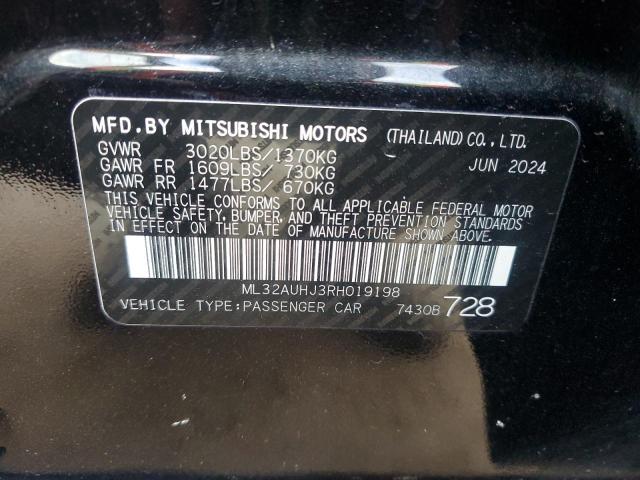 MFD.BY MITSUBISHI MOTORS (THAILAND)CO.,LTD.
GVWR 3020LBS/1370KG JUN 2024
GAWR FR 1609LBS/ 730KG
GAWR RR 1477LBS/ 670KG
THIS VEHICLE CONFORMS TO ALL APPLICABLE FEDERAL MOTOR
VEHICLE SAFETY, BUMPER, AND THEFT PREVENTION STANDARDS
IN EFFECT ON THE DATE OF MANUFACTURE SHOWN ABOVE.
ML32AUHJ3RH019198
VEHICLE TYPE:PASSENGER CAR 7430B 728